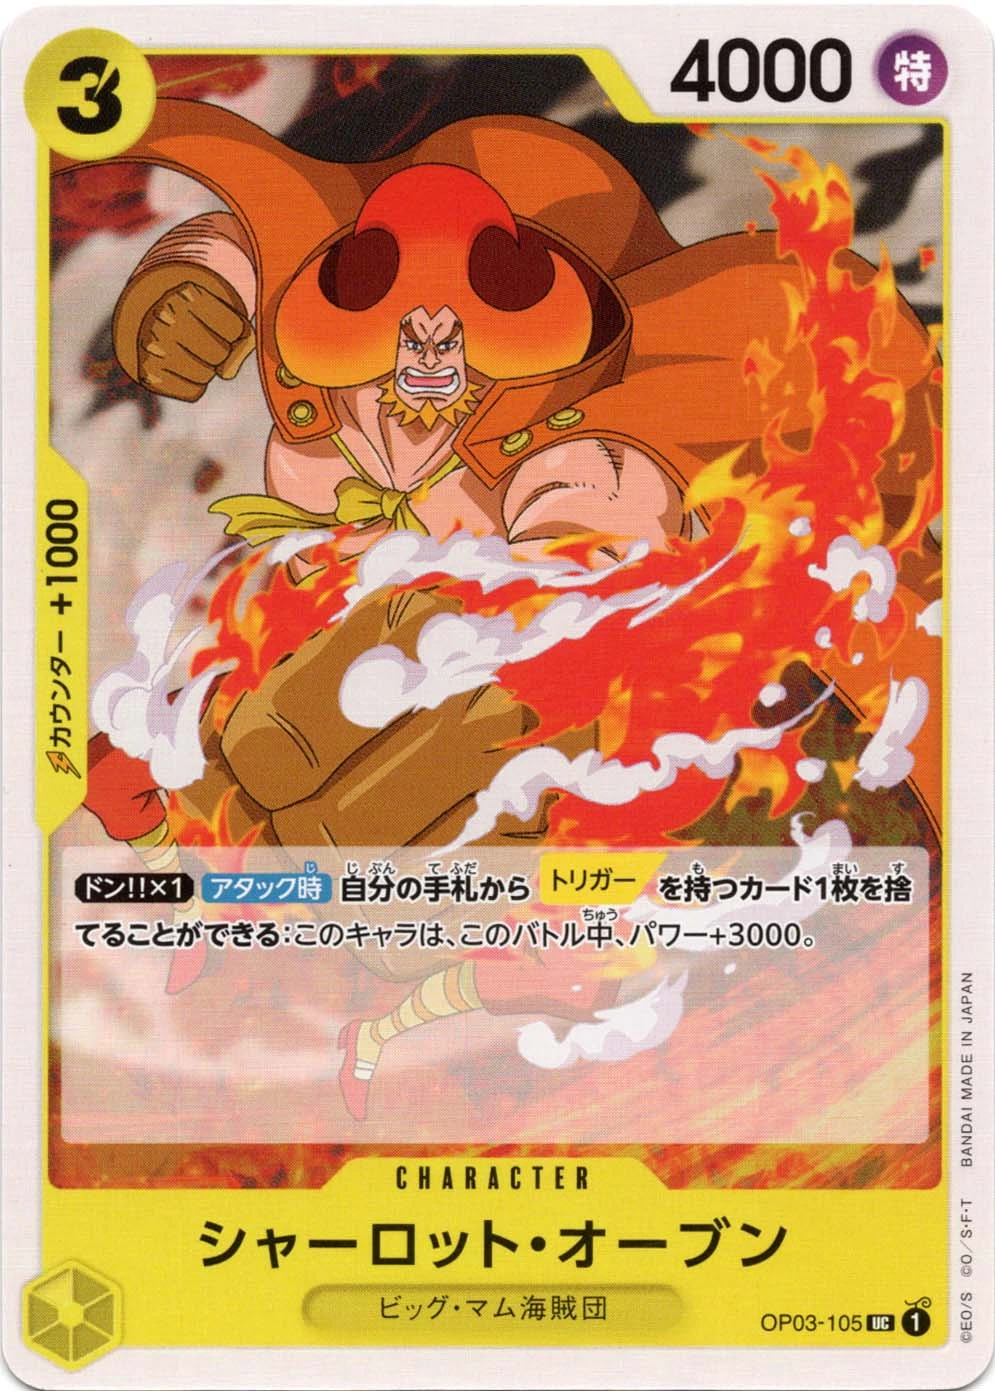 3
4000
特
カウンター +1000
ドン!!×1 アタック時 自分の手札から トリガー を持つカード1枚を捨
てることができる:このキャラは、このバトル中、パワー+3000。
CHARACTER
シャーロット・オーブン
ビッグ・マム海賊団
OP03-105 UC 1
©EO/S ©O/S・F・T BANDAI MADE IN JAPAN